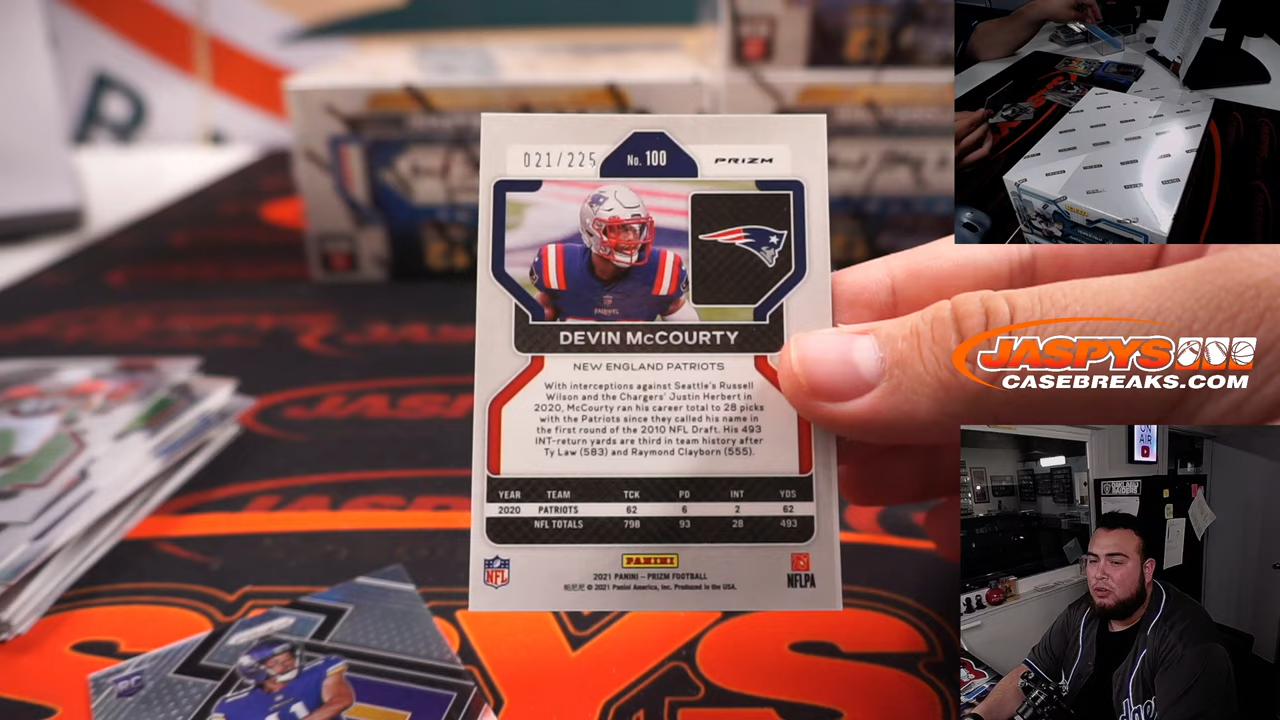 021/225
No. 100
PRIZM
DEVIN McCOURTY
NEW ENGLAND PATRIOTS
With interceptions against Seattle's Russell
Wilson and the Chargers' Justin Herbert in
2020, McCourty ran his career total to 28 picks
with the Patriots since they called his name in
the first round of the 2010 NFL Draft. His 493
INT-return yards are third in team history after
Ty Law (583) and Raymond Clayborn (555).
YEAR TEAM TCK PD INT YDS
2020 PATRIOTS 62 6 2 62
NFL TOTALS 798 93 28 493
NFL
PANINI
NFLPA
2021 PANINI – PRIZM FOOTBALL
© 2021 Panini America, Inc. Produced in the USA.
RC
JASPYS
CASEBREAKS.COM
ON
AIR
OAKLAND
RAIDERS